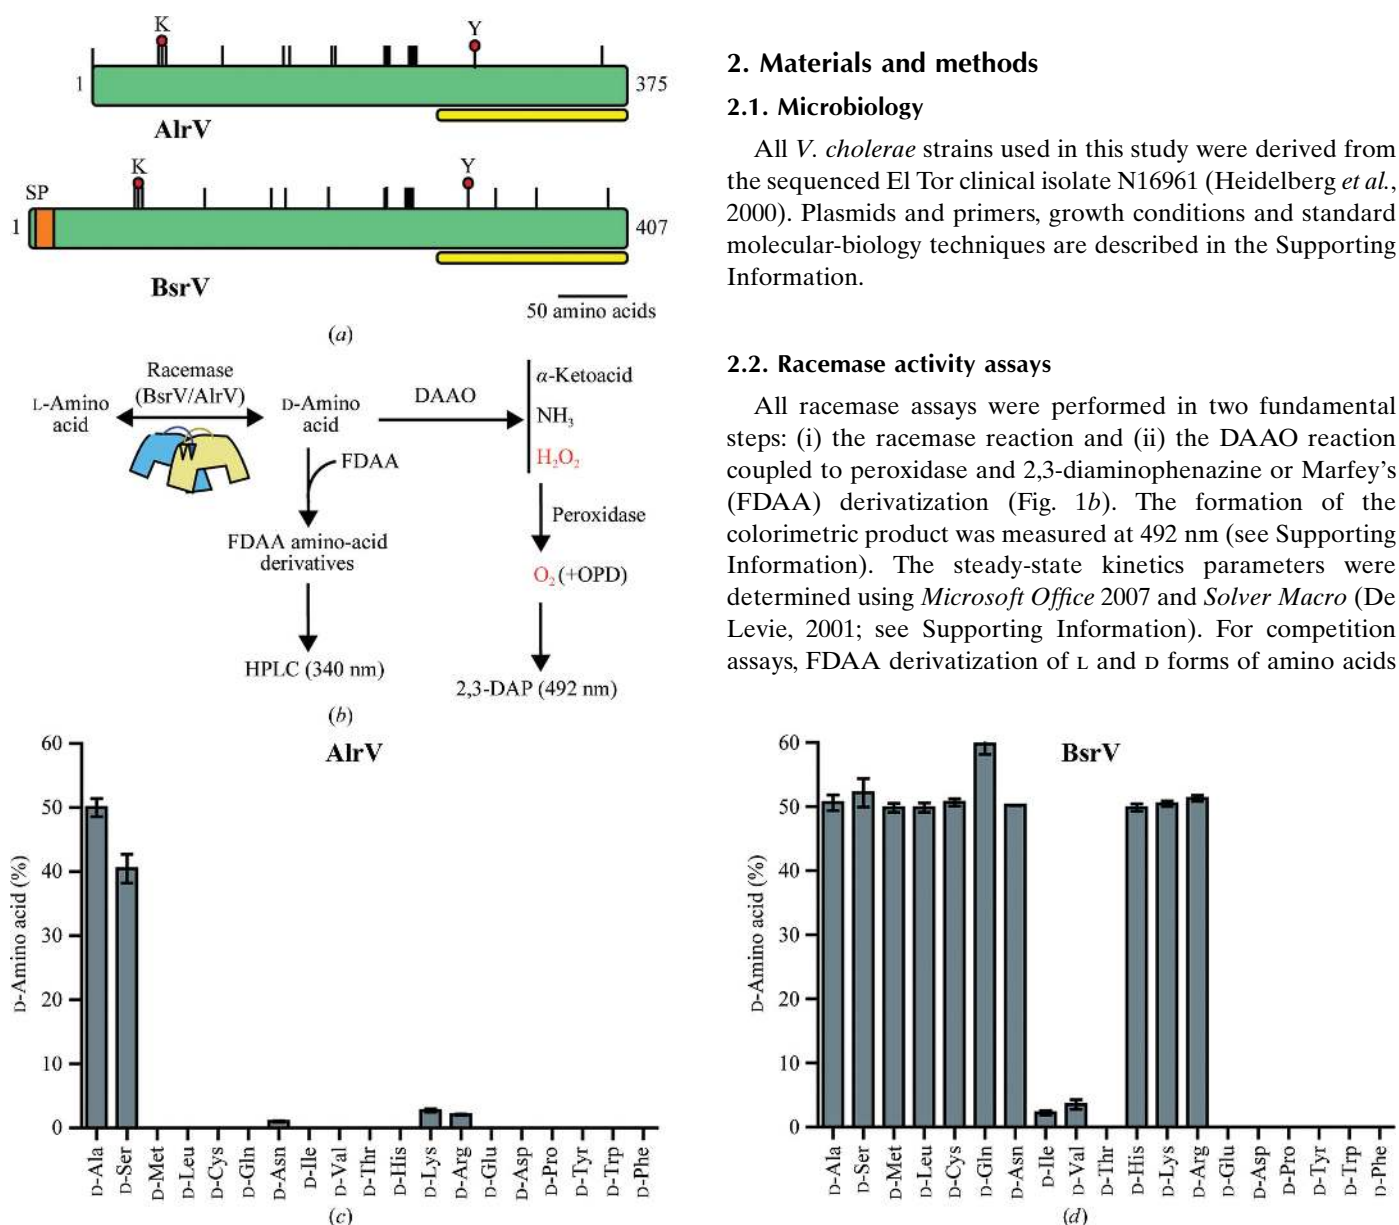 K
Y
1
375
AlrV
K
Y
SP
1
407
BsrV
50 amino acids
(a)
L-Amino
acid
Racemase
(BsrV/AlrV)
D-Amino
acid
DAAO
α-Ketoacid
NH3
H2O2
FDAA
Peroxidase
FDAA amino-acid
derivatives
O2 (+OPD)
HPLC (340 nm)
2,3-DAP (492 nm)
(b)
2. Materials and methods
2.1. Microbiology
All V. cholerae strains used in this study were derived from
the sequenced El Tor clinical isolate N16961 (Heidelberg et al.,
2000). Plasmids and primers, growth conditions and standard
molecular-biology techniques are described in the Supporting
Information.
2.2. Racemase activity assays
All racemase assays were performed in two fundamental
steps: (i) the racemase reaction and (ii) the DAAO reaction
coupled to peroxidase and 2,3-diaminophenazine or Marfey's
(FDAA) derivatization (Fig. 1b). The formation of the
colorimetric product was measured at 492 nm (see Supporting
Information). The steady-state kinetics parameters were
determined using Microsoft Office 2007 and Solver Macro (De
Levie, 2001; see Supporting Information). For competition
assays, FDAA derivatization of L and D forms of amino acids
AlrV
D-Amino acid (%)
60
50
40
30
20
10
0
D-Ala
D-Ser
D-Met
D-Leu
D-Cys
D-Gln
D-Asn
D-Ile
D-Val
D-Thr
D-His
D-Lys
D-Arg
D-Glu
D-Asp
D-Pro
D-Tyr
D-Trp
D-Phe
(c)
BsrV
D-Amino acid (%)
60
50
40
30
20
10
0
D-Ala
D-Ser
D-Met
D-Leu
D-Cys
D-Gln
D-Asn
D-Ile
D-Val
D-Thr
D-His
D-Lys
D-Arg
D-Glu
D-Asp
D-Pro
D-Tyr
D-Trp
D-Phe
(d)